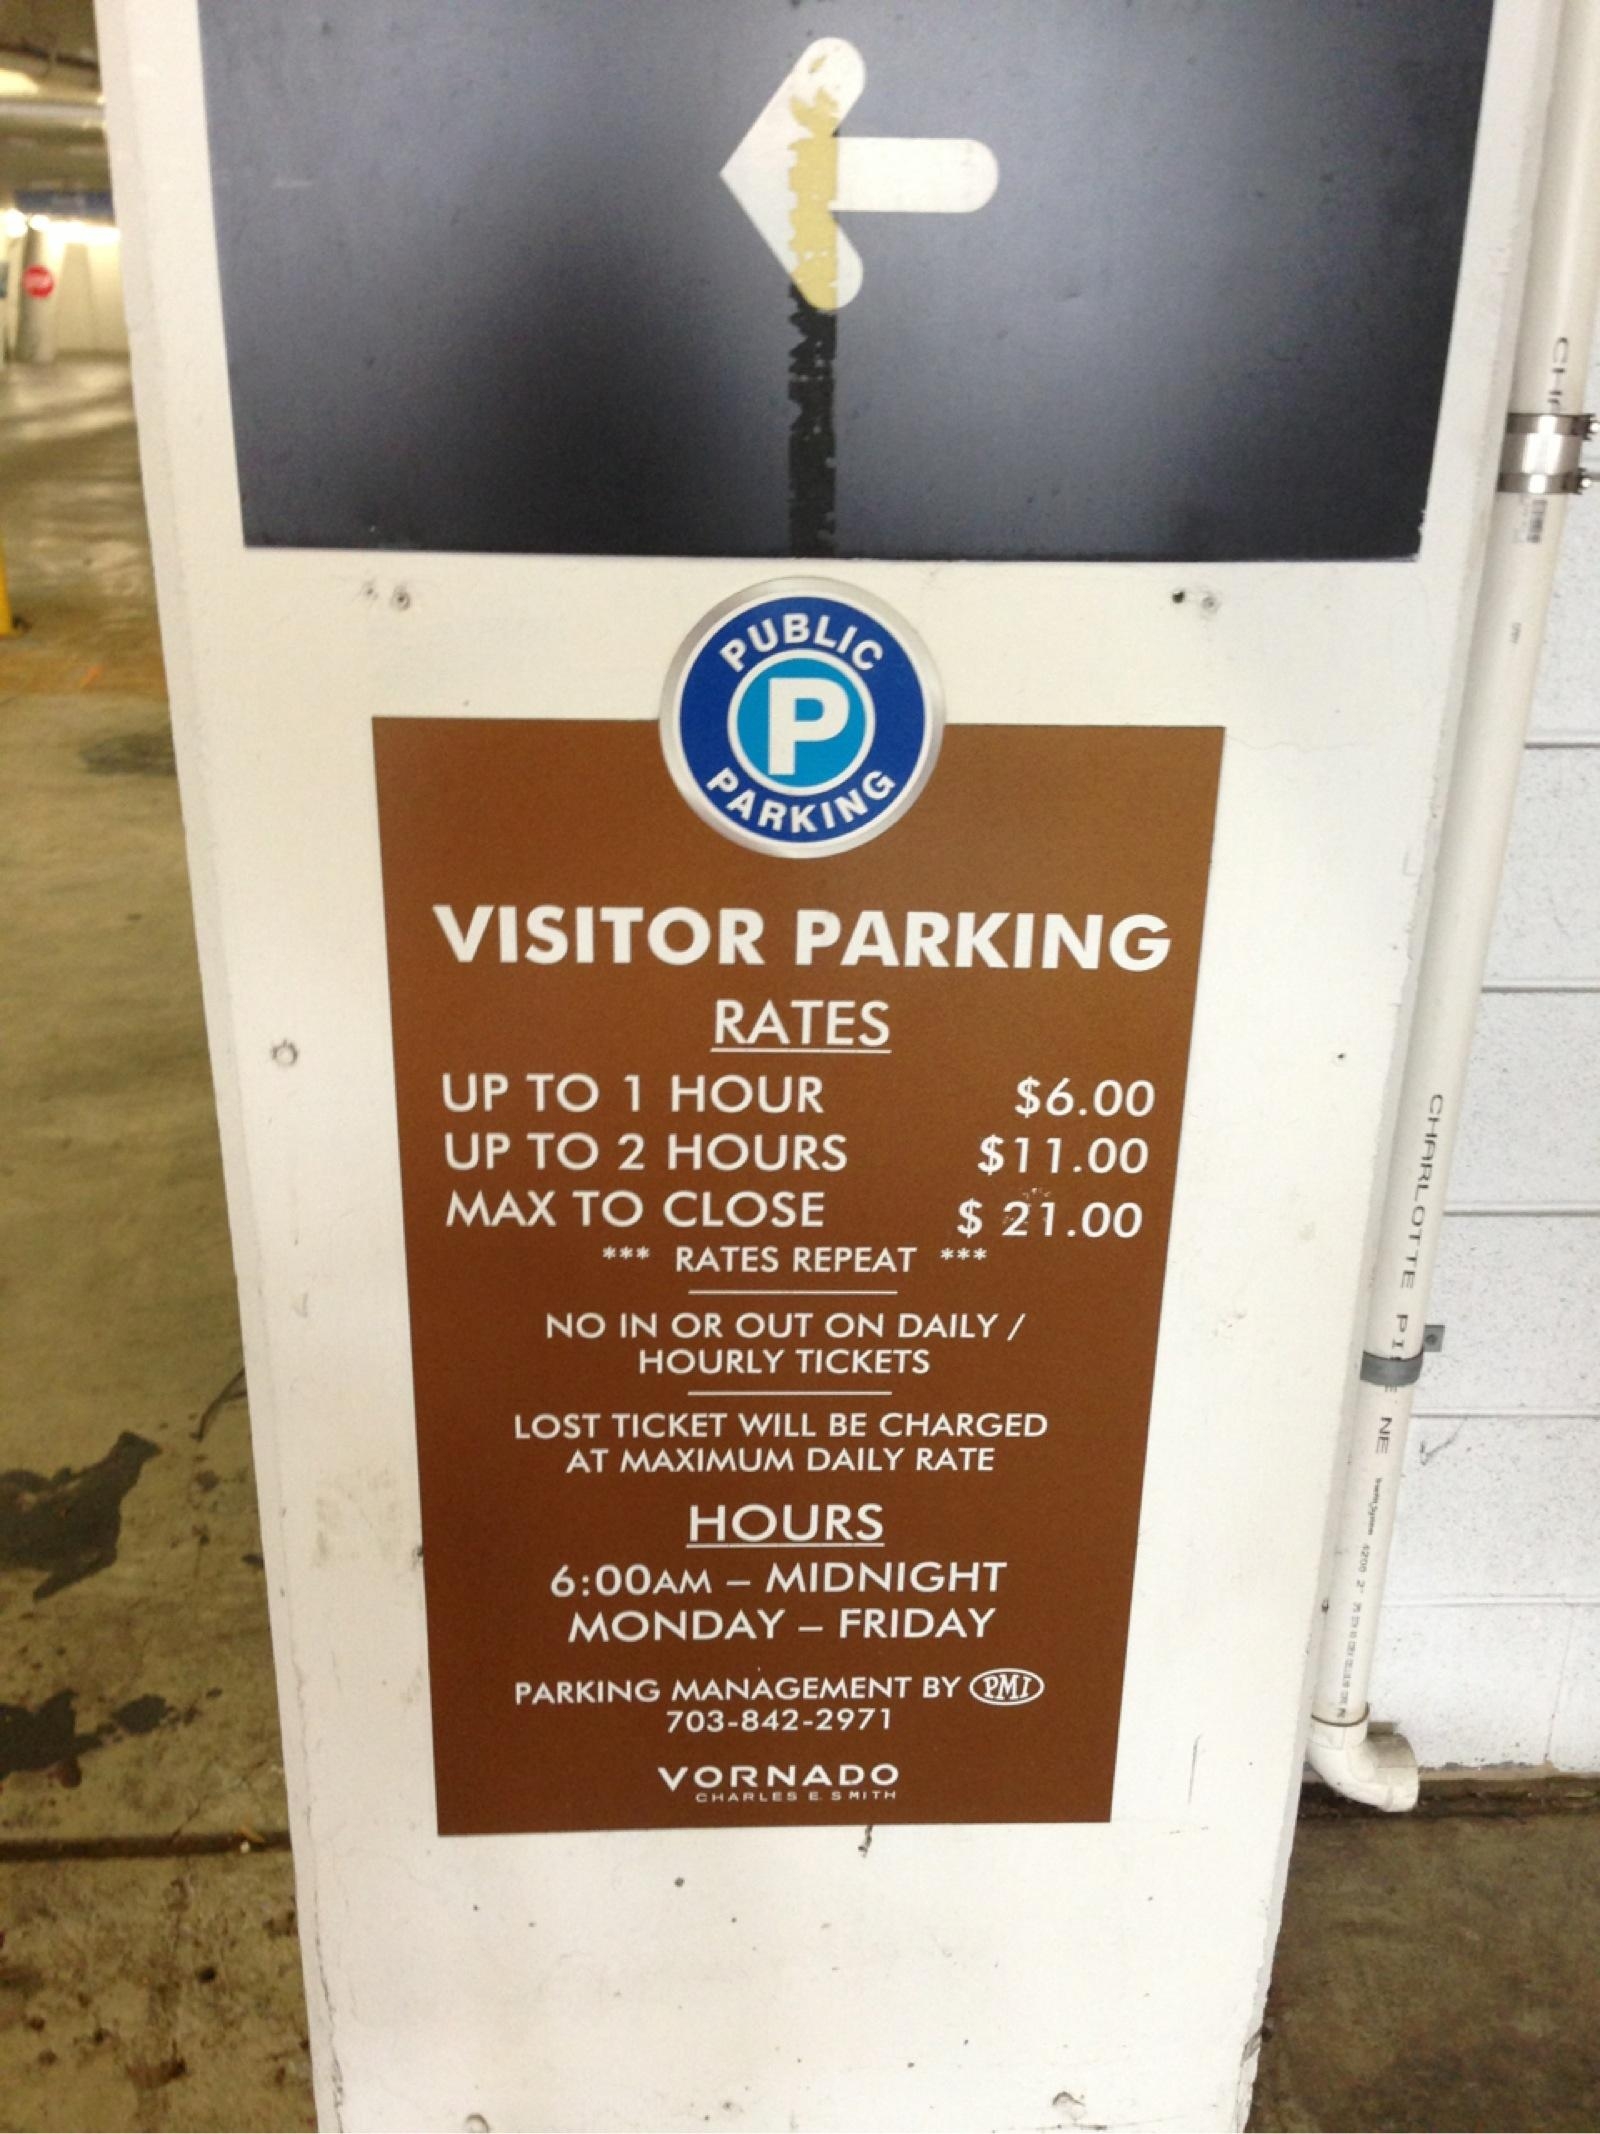 PUBLIC
P
PARKING
VISITOR PARKING
RATES
UP TO 1 HOUR $6.00
UP TO 2 HOURS $11.00
MAX TO CLOSE $ 21.00
*** RATES REPEAT ***
NO IN OR OUT ON DAILY /
HOURLY TICKETS
LOST TICKET WILL BE CHARGED
AT MAXIMUM DAILY RATE
HOURS
6:00AM – MIDNIGHT
MONDAY – FRIDAY
PARKING MANAGEMENT BY PMI
703-842-2971
VORNADO
CHARLES E. SMITH
STOP
CHARLOTTE PI